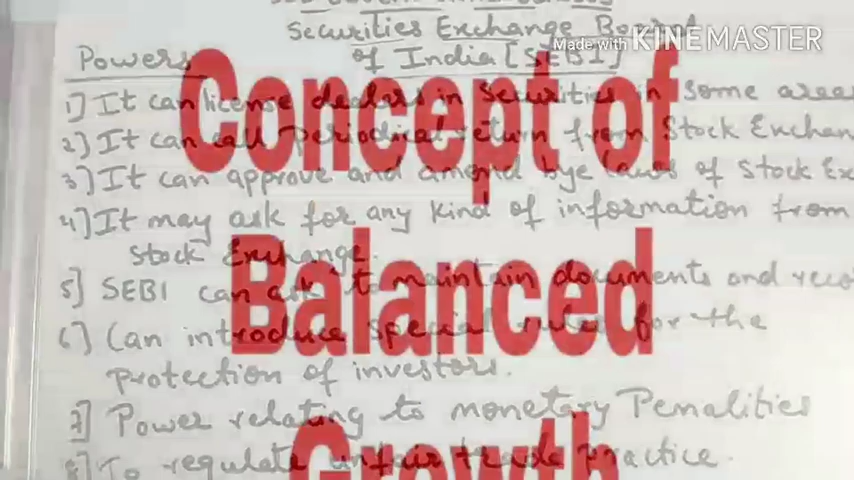 Securities Exchange Board
of India [SEBI]
Made with KINEMASTER
Powers
1] It can license dealers in securities in some areas
2] It can call periodical return from Stock Exchan
3] It can approve and amend bye laws of Stock Ex
4] It may ask for any kind of information from
stock Exchange.
5] SEBI can ask to maintain documents and reco
6] Can introduce special rules for the
protection of investors.
7] Power relating to monetary Penalities
8] To regulate unfair trade practice.
Concept of
Balanced
Growth